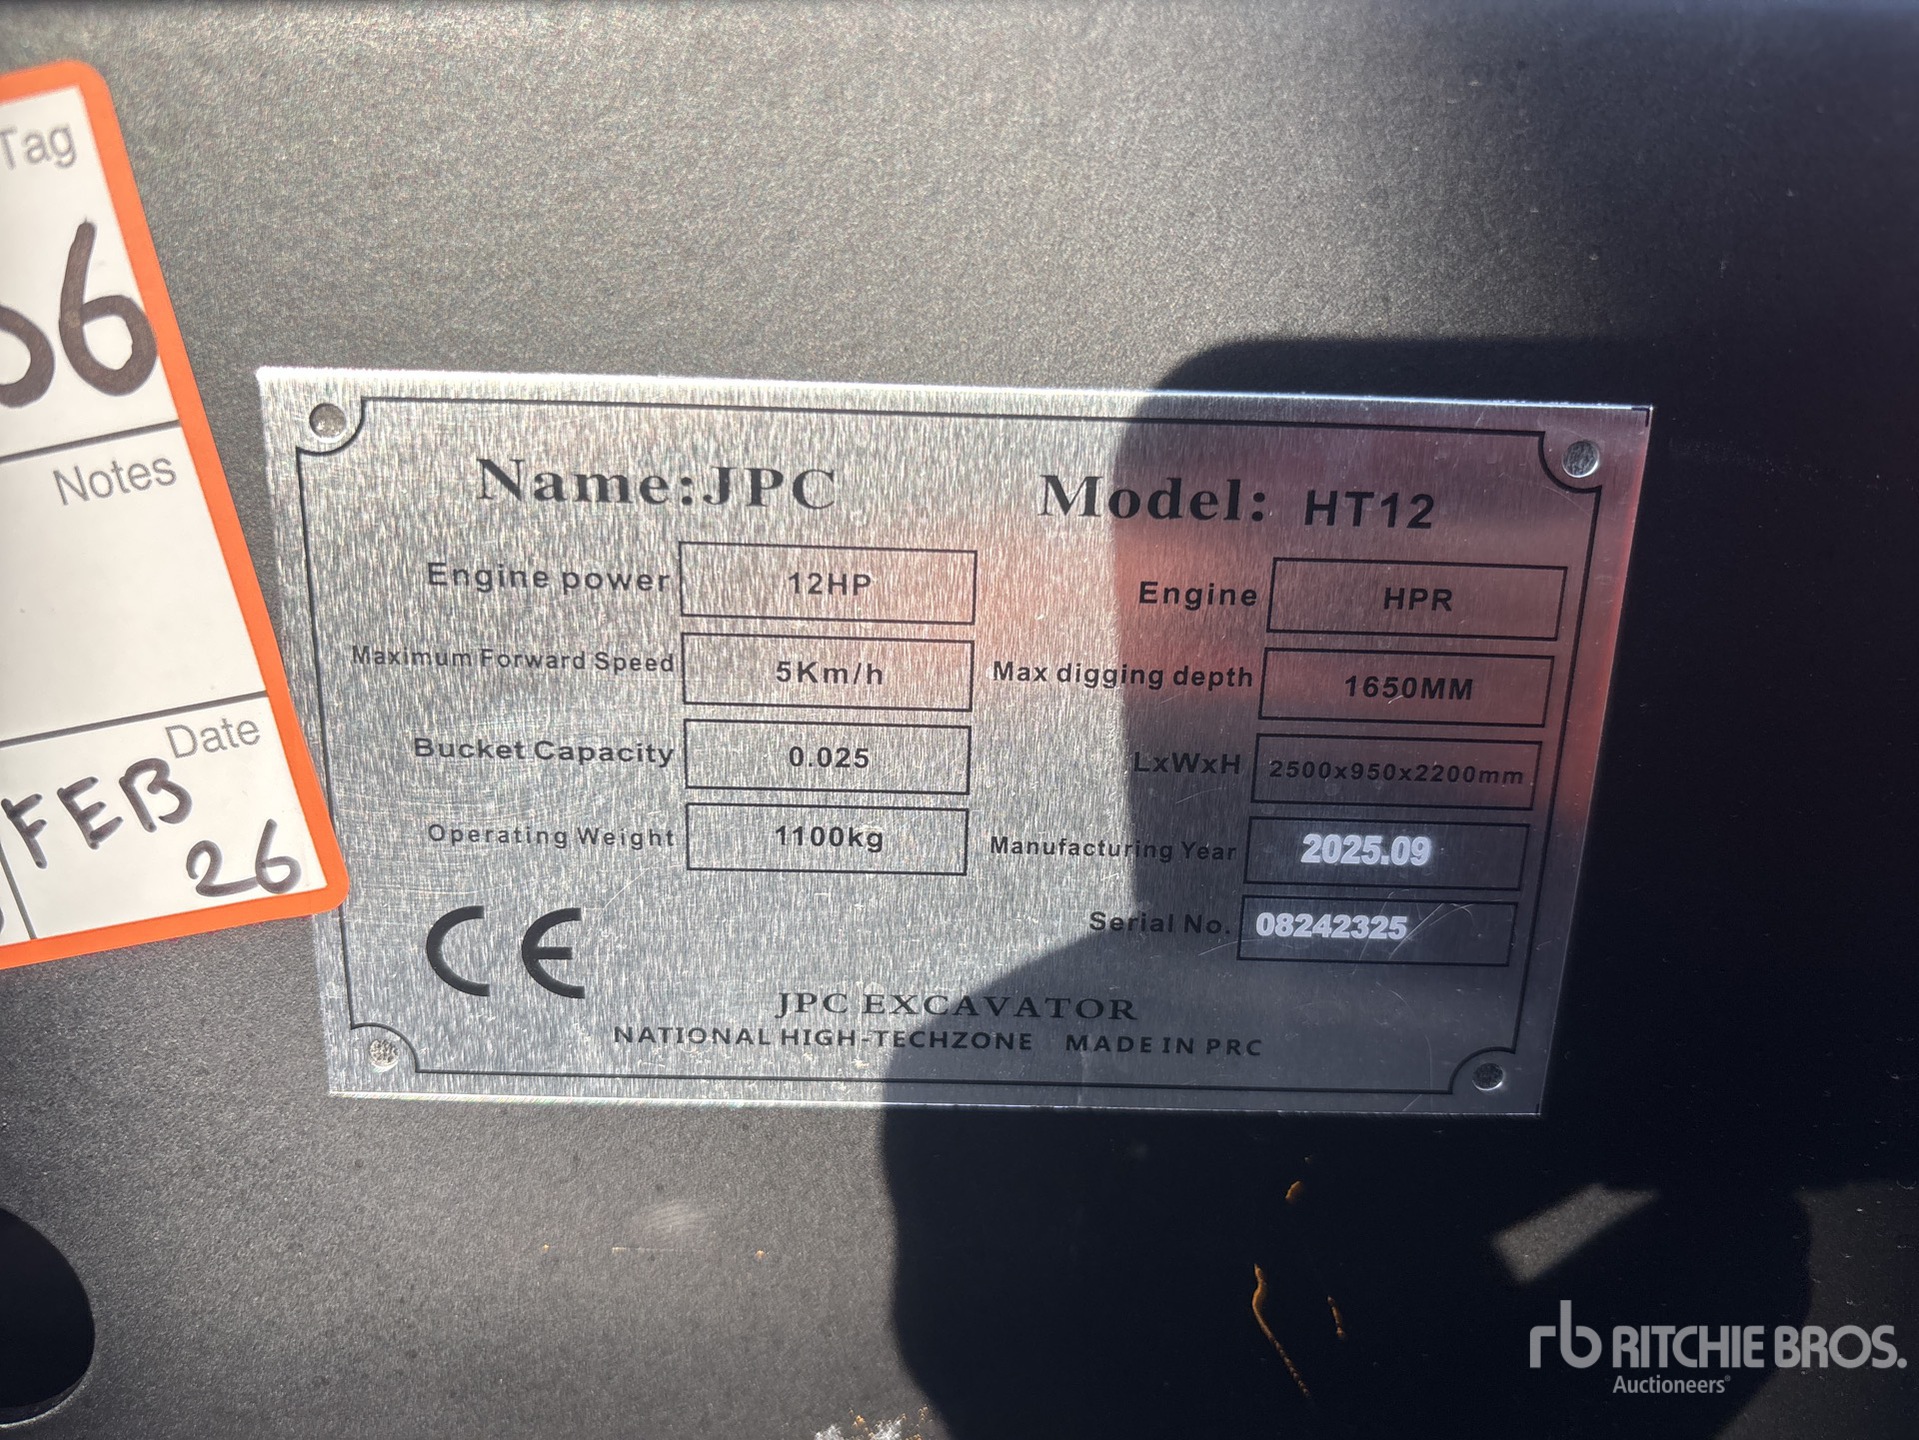 Tag
56
Notes
Date
FEB
26
Name:JPC Model: HT12
Engine power 12HP Engine HPR
Maximum Forward Speed 5Km/h Max digging depth 1650MM
Bucket Capacity 0.025 LxWxH 2500x950x2200mm
Operating Weight 1100kg Manufacturing Year 2025.09
Serial No. 08242325
CE
JPC EXCAVATOR
NATIONAL HIGH-TECHZONE MADE IN PRC
rb RITCHIE BROS.
Auctioneers®